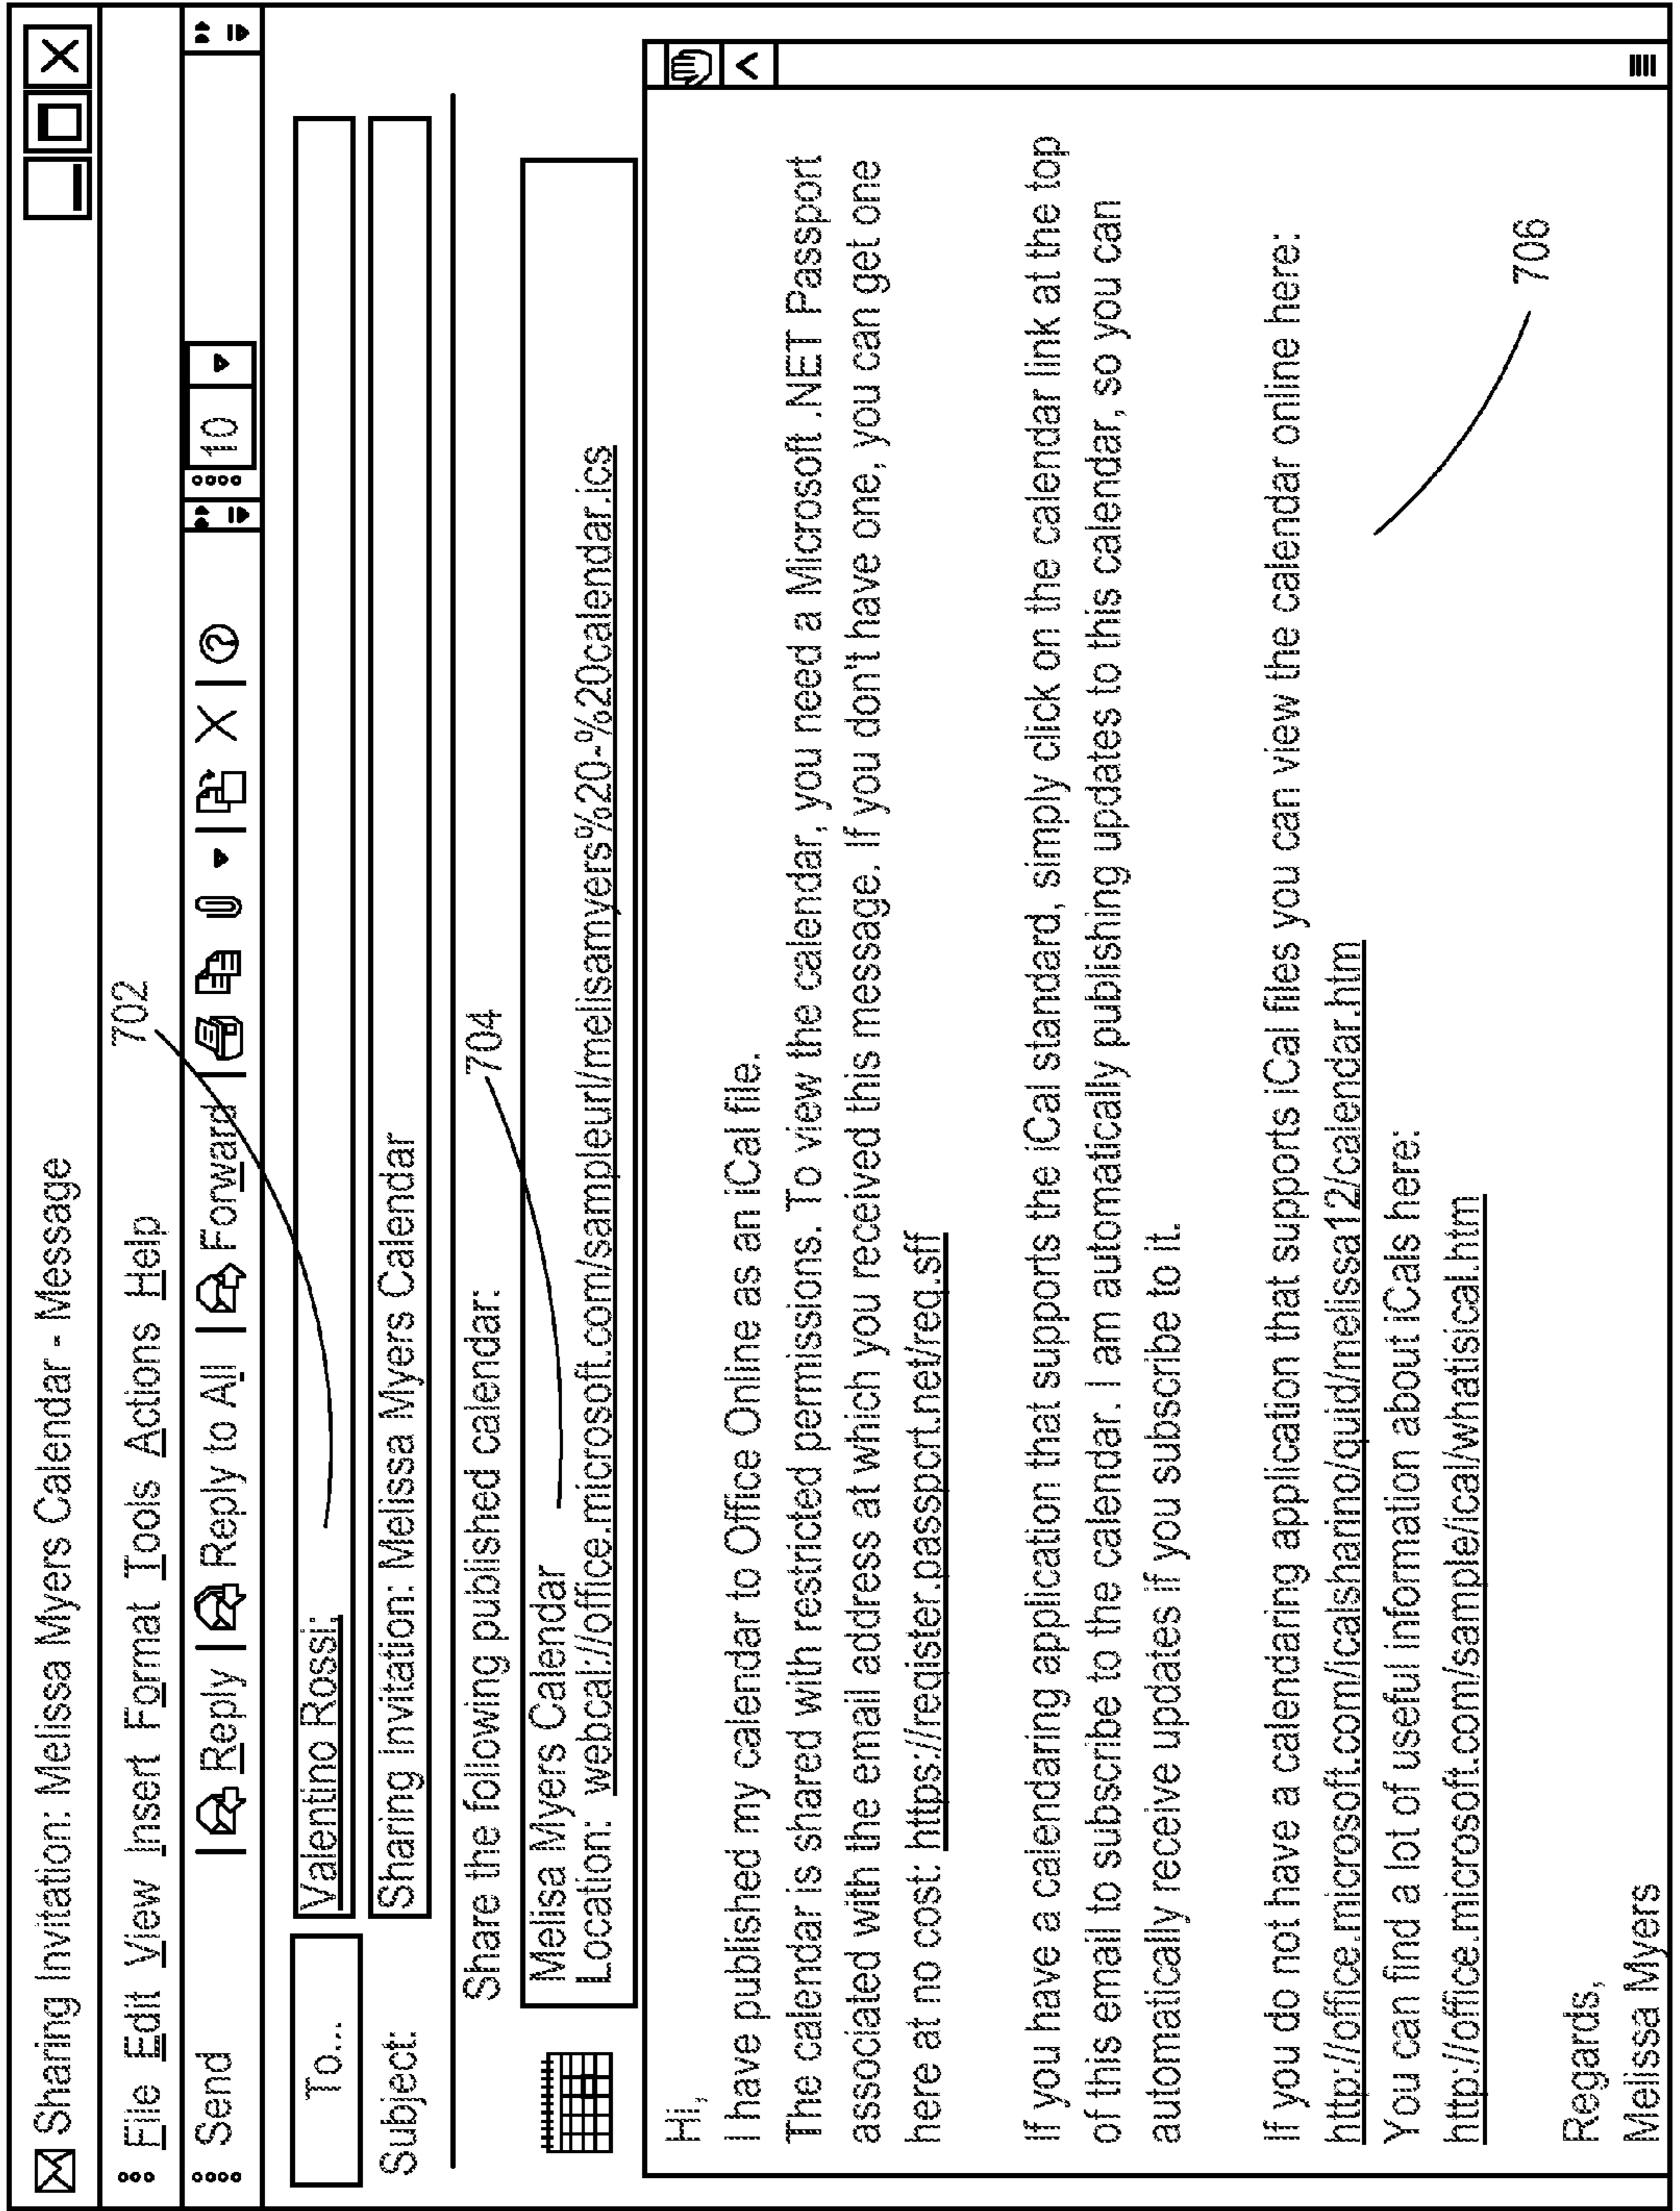 Sharing Invitation: Melissa Myers Calendar - Message
702
File Edit View Insert Format Tools Actions Help
Send | Reply | Reply to All | Forward | | X | ? 10
To... Valentino Rossi;
Subject: Sharing Invitation: Melissa Myers Calendar
Share the following published calendar:
704
Melisa Myers Calendar
Location: webcal://office.microsoft.com/sampleurl/melisamyers%20-%20calendar.ics
Hi,
I have published my calendar to Office Online as an iCal file.
The calendar is shared with restricted permissions. To view the calendar, you need a Microsoft .NET Passport
associated with the email address at which you received this message. If you don't have one, you can get one
here at no cost: https://register.passport.net/reg.sff
If you have a calendaring application that supports the iCal standard, simply click on the calendar link at the top
of this email to subscribe to the calendar. I am automatically publishing updates to this calendar, so you can
automatically receive updates if you subscribe to it.
If you do not have a calendaring application that supports iCal files you can view the calendar online here:
http://office.microsoft.com/icalsharing/guid/melissa12/calendar.htm
You can find a lot of useful information about iCals here:
http://office.microsoft.com/sample/ical/whatisical.htm
706
Regards,
Melissa Myers